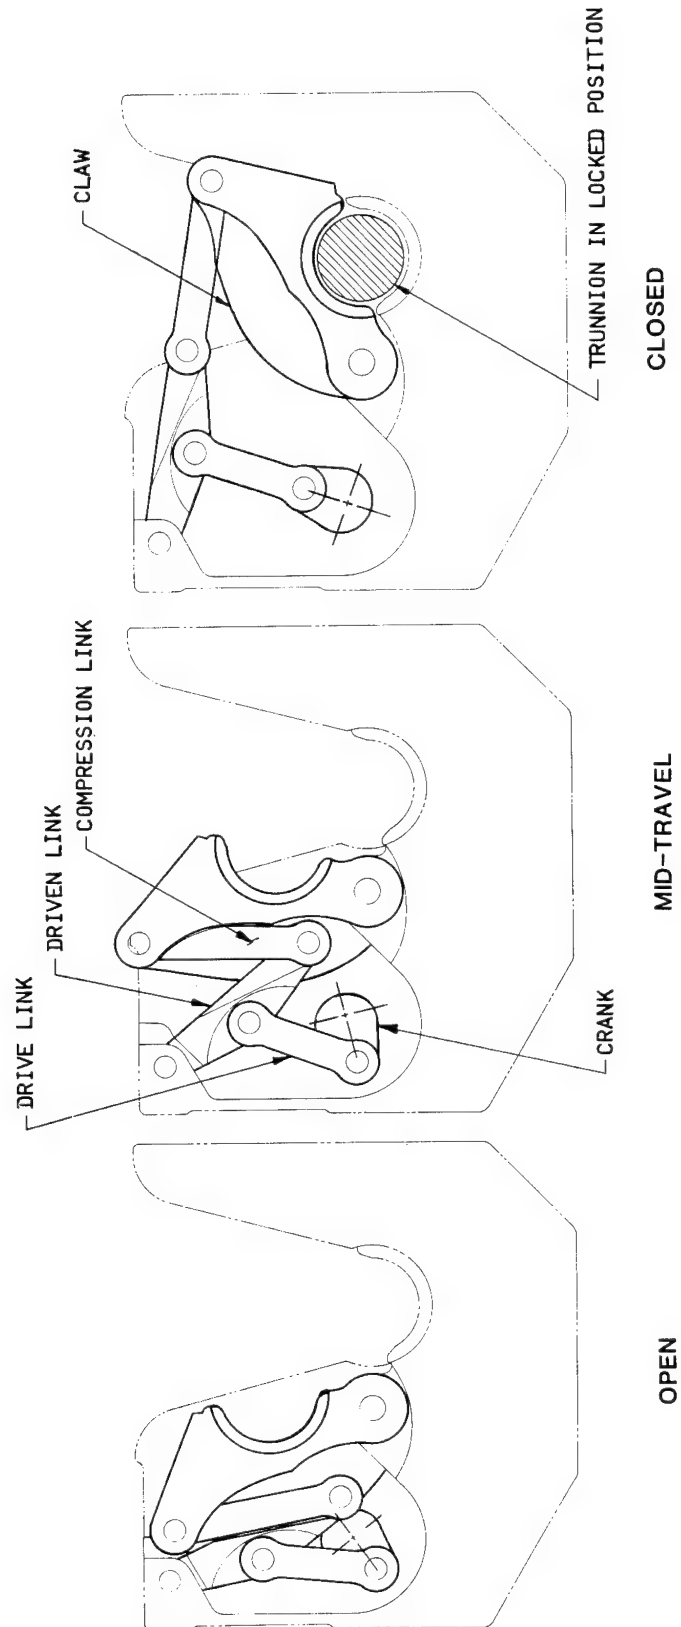 DRIVE LINK
DRIVEN LINK
COMPRESSION LINK
CLAW
CRANK
TRUNNION IN LOCKED POSITION
OPEN
MID-TRAVEL
CLOSED